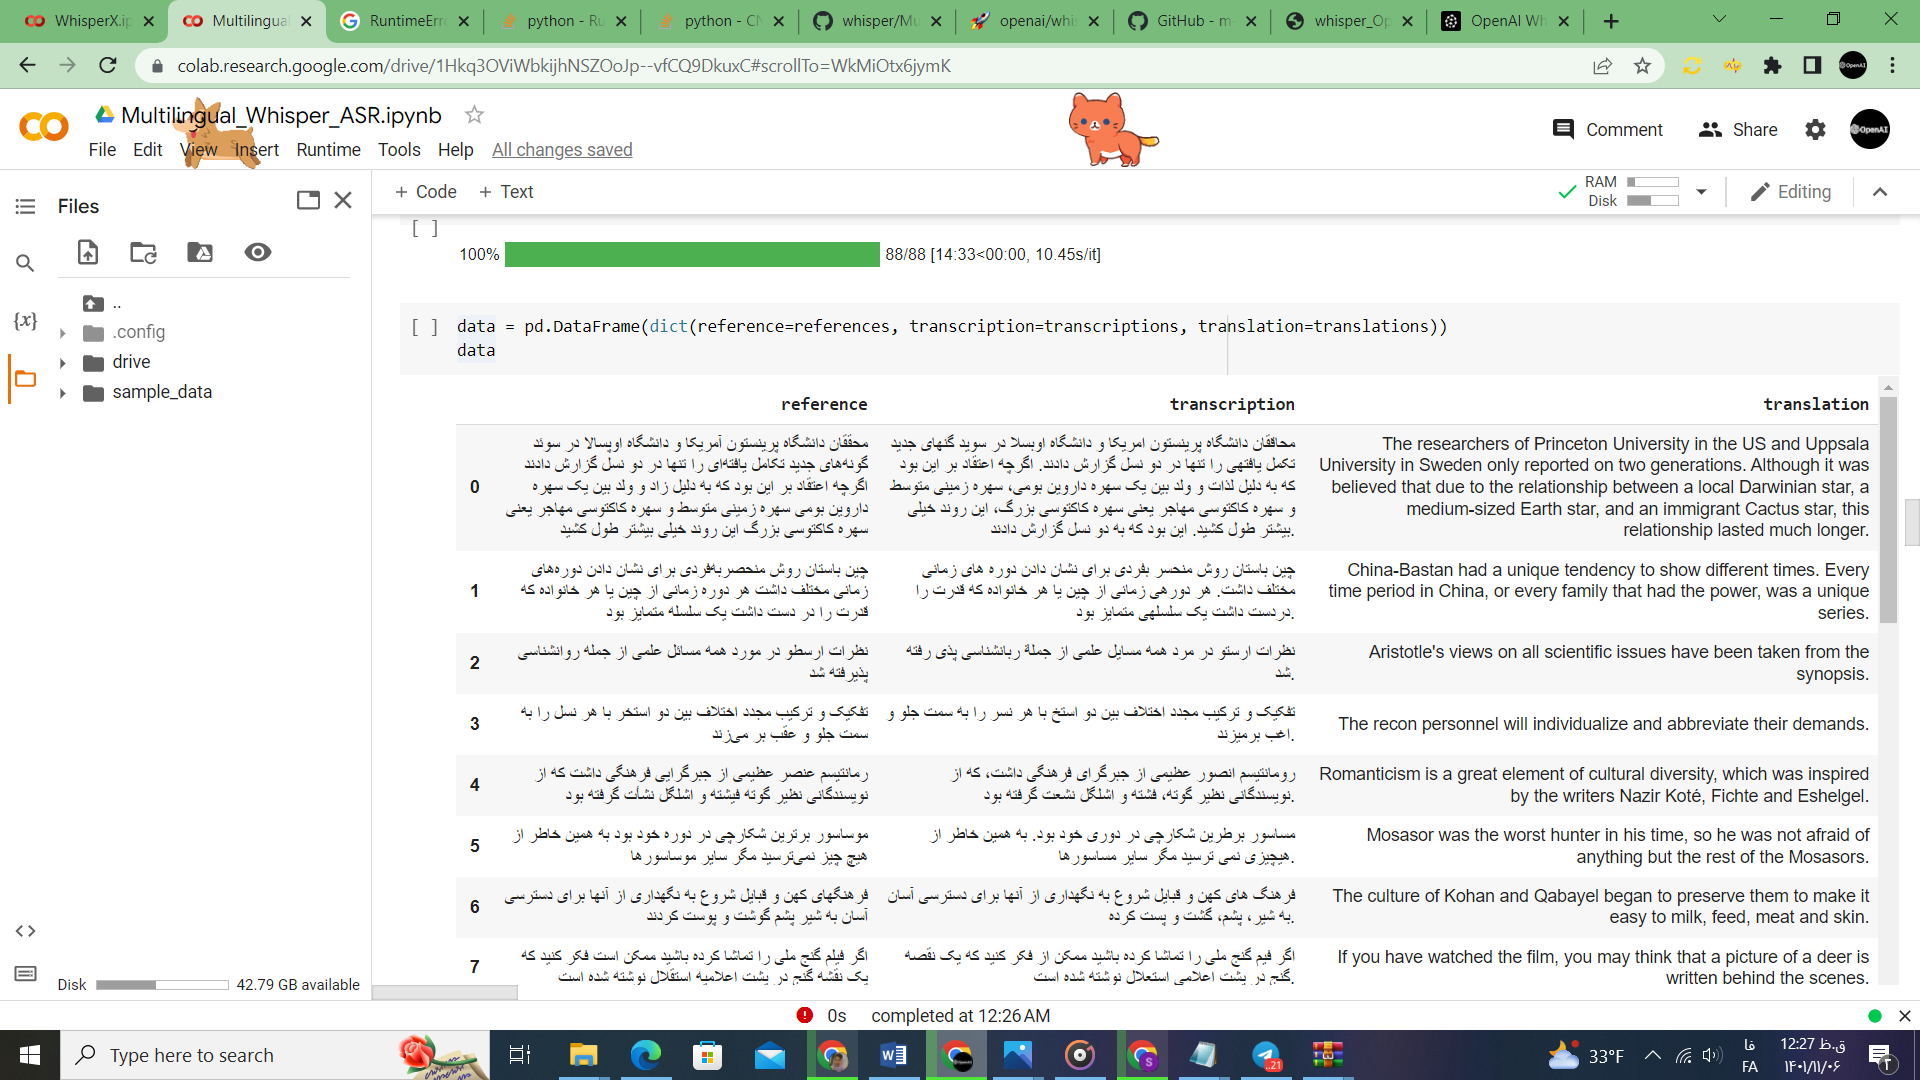 WhisperX.ip
Multilingual
RuntimeErro
python - Ru
python - CN
whisper/Mu
openai/whis
GitHub - m-
whisper_Op
OpenAI Wh
colab.research.google.com/drive/1Hkq3OViWbkijhNSZOoJp--vfCQ9DkuxC#scrollTo=WkMiOtx6jymK
Multilingual_Whisper_ASR.ipynb
File Edit View Insert Runtime Tools Help All changes saved
Comment Share
OpenAI
Files
+ Code + Text
RAM
Disk
Editing
..
.config
drive
sample_data
{x}
[ ]
100% 88/88 [14:33<00:00, 10.45s/it]
[ ] data = pd.DataFrame(dict(reference=references, transcription=transcriptions, translation=translations))
data
reference transcription translation
0
محققان دانشگاه پرینستون آمریکا و دانشگاه اوپسالا در سوئد
گونه‌های جدید تکامل یافته‌ای را تنها در دو نسل گزارش دادند
اگرچه اعتقاد بر این بود که به دلیل زاد و ولد بین یک سهره
داروین بومی سهره زمینی متوسط و سهره کاکتوسی مهاجر یعنی
سهره کاکتوسی بزرگ این روند خیلی بیشتر طول کشید
محاققان دانشگاه پرینستون امریکا و دانشگاه اوبسلا در سوید گنهای جدید
تکمل یافتهی را تنها در دو نسل گزارش دادند. اگرچه اعتقاد بر این بود
که به دلیل لذات و ولد بین یک سهره داروین بومی، سهره زمینی متوسط
و سهره کاکتوسی مهاجر یعنی سهره کاکتوسی بزرگ، این روند خیلی
بیشتر طول کشید. این بود که به دو نسل گزارش دادند.
The researchers of Princeton University in the US and Uppsala
University in Sweden only reported on two generations. Although it was
believed that due to the relationship between a local Darwinian star, a
medium-sized Earth star, and an immigrant Cactus star, this
relationship lasted much longer.
1
چین باستان روش منحصربه‌فردی برای نشان دادن دوره‌های
زمانی مختلف داشت هر دوره زمانی از چین یا هر خانواده که
قدرت را در دست داشت یک سلسله متمایز بود
چین باستان روش منحسر بفردی برای نشان دادن دوره های زمانی
مختلف داشت. هر دورهی زمانی از چین یا هر خانواده که قدرت را
دردست داشت یک سلسلهی متمایز بود.
China-Bastan had a unique tendency to show different times. Every
time period in China, or every family that had the power, was a unique
series.
2
نظرات ارسطو در مورد همه مسائل علمی از جمله روانشناسی
پذیرفته شد
نظرات ارستو در مرد همه مسایل علمی از جملۀ ربانشناسی پذی رفته
شد.
Aristotle's views on all scientific issues have been taken from the
synopsis.
3
تفکیک و ترکیب مجدد اختلاف بین دو استخر با هر نسل را به
سمت جلو و عقب بر می‌زند
تفکیک و ترکیب مجدد اختلاف بین دو استخ با هر نسر را به سمت جلو و
اغب برمیزند.
The recon personnel will individualize and abbreviate their demands.
4
رمانتیسم عنصر عظیمی از جبرگرایی فرهنگی داشت که از
نویسندگانی نظیر گوته فیشته و اشلگل نشأت گرفته بود
رومانتیسم انصور عظیمی از جبرگرای فرهنگی داشت، که از
نویسندگانی نظیر گوته، فشته و اشلگل نشعت گرفته بود.
Romanticism is a great element of cultural diversity, which was inspired
by the writers Nazir Koté, Fichte and Eshelgel.
5
موساسور برترین شکارچی در دوره خود بود به همین خاطر از
هیچ چیز نمی‌ترسید مگر سایر موساسورها
مساسور برطرین شکارچی در دوری خود بود. به همین خاطر از
هیچیزی نمی ترسید مگر سایر مساسورها.
Mosasor was the worst hunter in his time, so he was not afraid of
anything but the rest of the Mosasors.
6
فرهنگهای کهن و قبایل شروع به نگهداری از آنها برای دسترسی
آسان به شیر پشم گوشت و پوست کردند
فرهنگ های کهن و قبایل شروع به نگهداری از آنها برای دسترسی آسان
به شیر، پشم، گشت و پست کرده.
The culture of Kohan and Qabayel began to preserve them to make it
easy to milk, feed, meat and skin.
7
اگر فیلم گنج ملی را تماشا کرده باشید ممکن است فکر کنید که
یک نقشه گنج در پشت اعلامیه استقلال نوشته شده است
اگر فیم گنج ملی را تماشا کرده باشید ممکن از فکر کنید که یک نقصه
گنج در پشت اعلامی استعلال نوشته شده است.
If you have watched the film, you may think that a picture of a deer is
written behind the scenes.
Disk 42.79 GB available
0s completed at 12:26 AM
Type here to search
21
33°F
FA
فا
12:27 ق.ظ
۱۴۰۱/۱۱/۰۶
۲